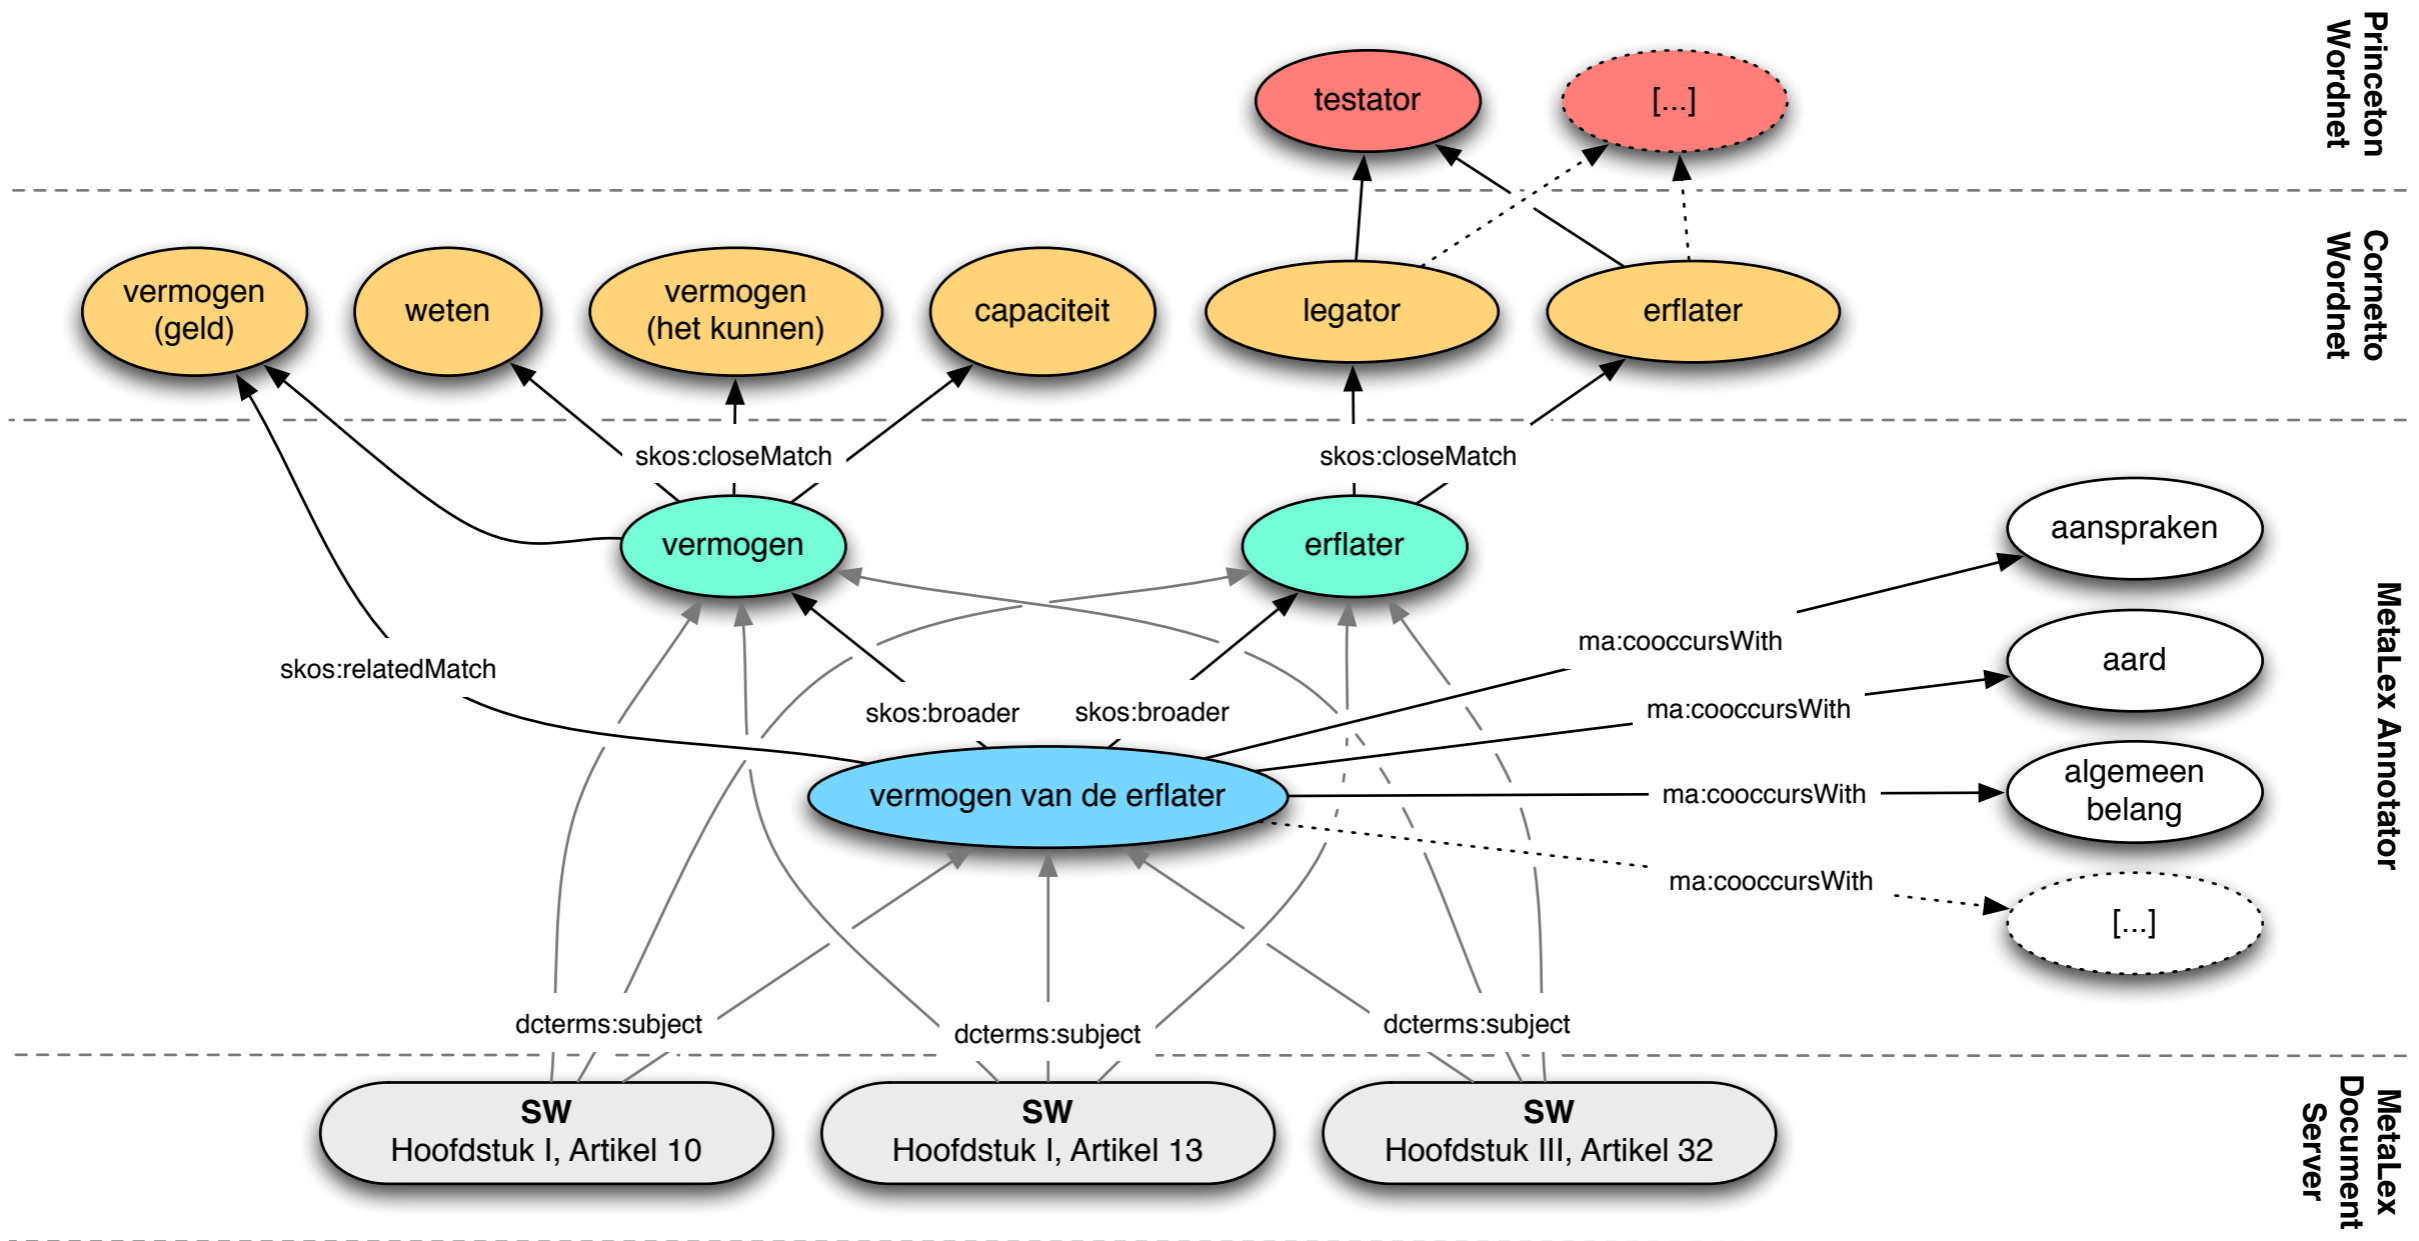 Princeton
Wordnet
testator
[...]
Cornetto
Wordnet
vermogen
(geld)
weten
vermogen
(het kunnen)
capaciteit
legator
erflater
skos:closeMatch
skos:closeMatch
MetaLex Annotator
vermogen
erflater
aanspraken
ma:cooccursWith
aard
skos:relatedMatch
skos:broader
skos:broader
ma:cooccursWith
vermogen van de erflater
ma:cooccursWith
algemeen
belang
ma:cooccursWith
[...]
dcterms:subject
dcterms:subject
dcterms:subject
MetaLex
Document
Server
SW
Hoofdstuk I, Artikel 10
SW
Hoofdstuk I, Artikel 13
SW
Hoofdstuk III, Artikel 32